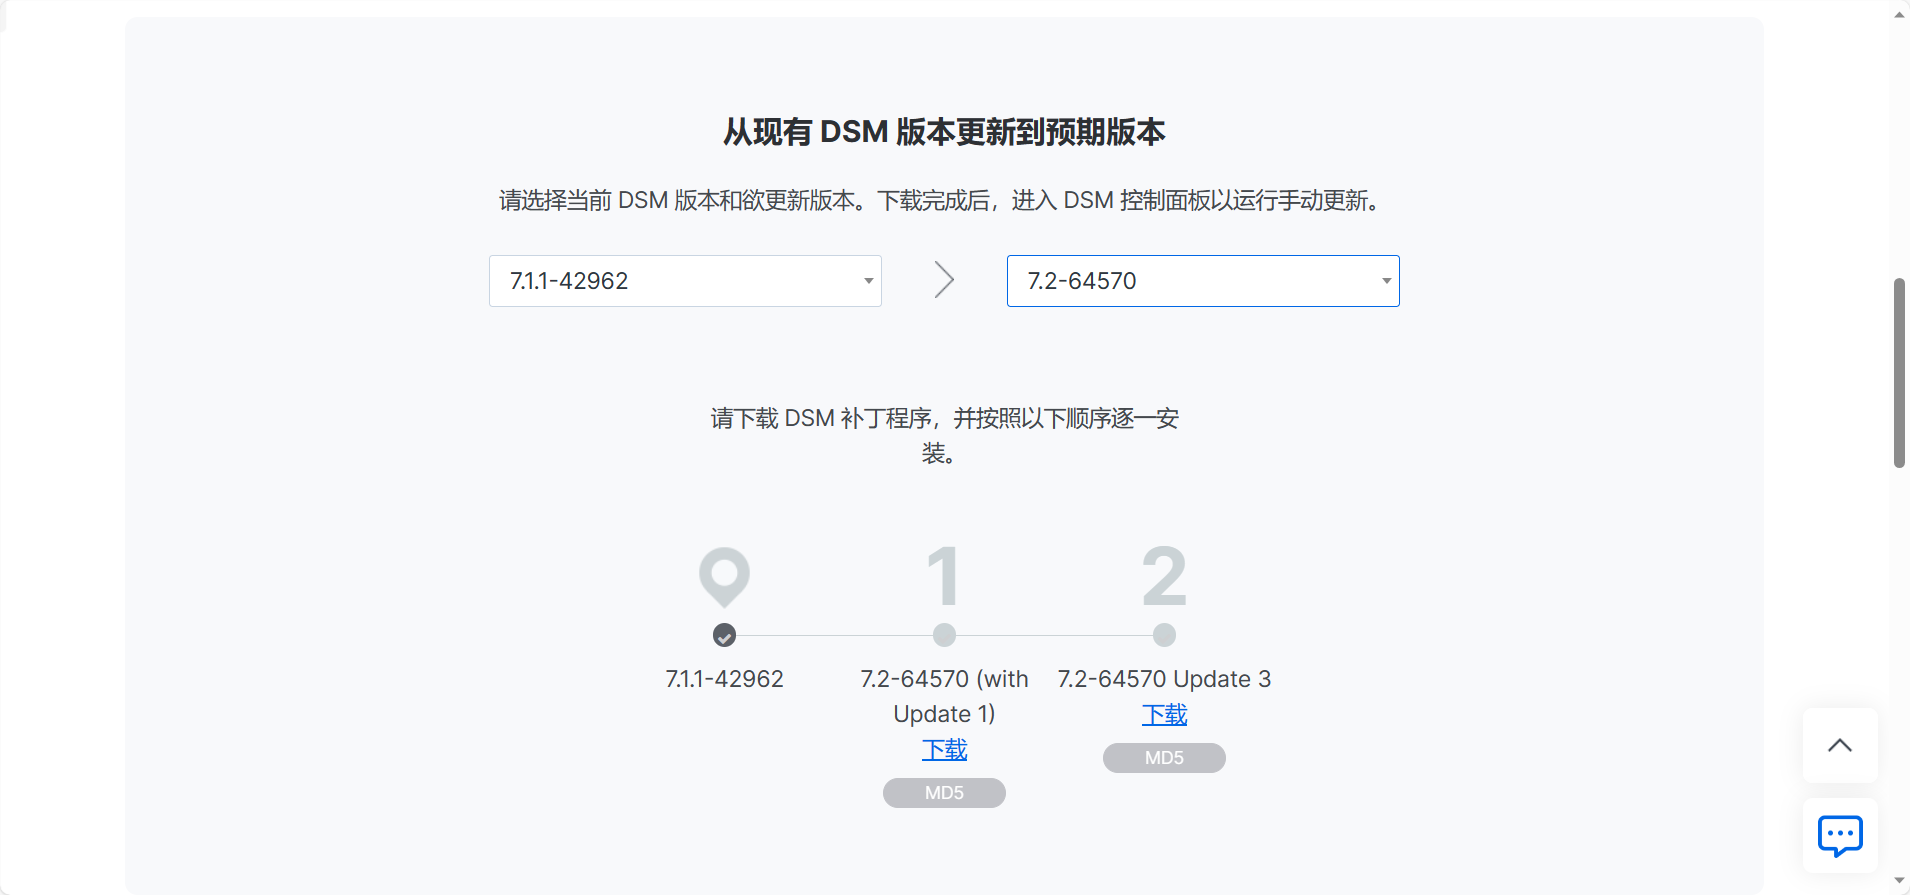 从现有 DSM 版本更新到预期版本
请选择当前 DSM 版本和欲更新版本。下载完成后，进入 DSM 控制面板以运行手动更新。
7.1.1-42962
7.2-64570
请下载 DSM 补丁程序，并按照以下顺序逐一安
装。
1
2
7.1.1-42962
7.2-64570 (with
Update 1)
下载
MD5
7.2-64570 Update 3
下载
MD5